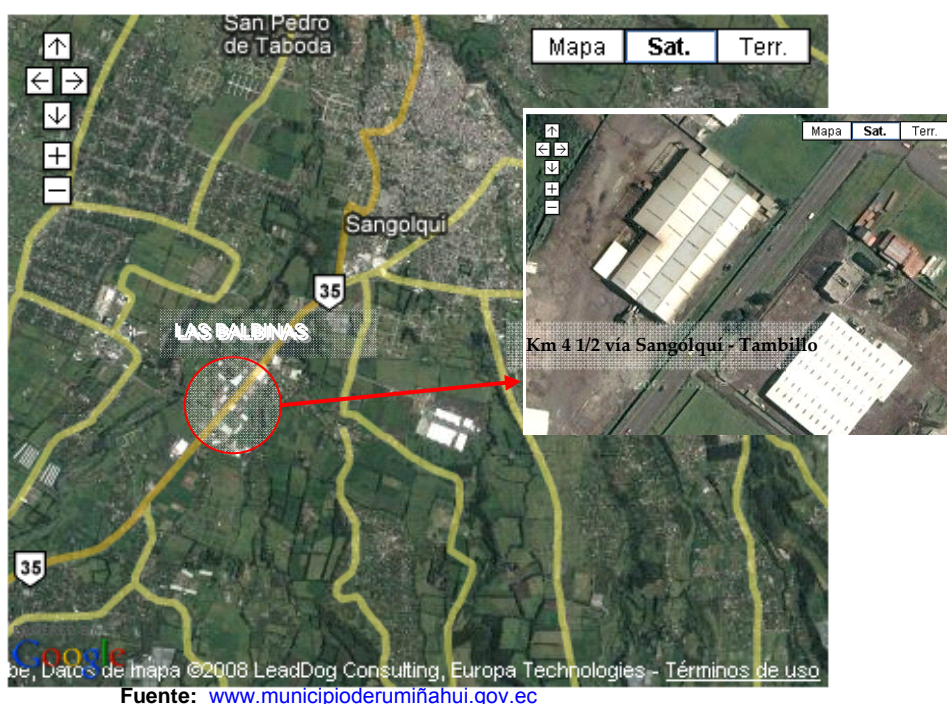 San Pedro
de Taboda
Mapa Sat. Terr.
Mapa Sat. Terr.
Sangolquí
35
LAS BALBINAS
Km 4 1/2 vía Sangolquí - Tambillo
35
Google
be, Datos de mapa ©2008 LeadDog Consulting, Europa Technologies - Términos de uso
Fuente: www.municipioderumiñahui.gov.ec